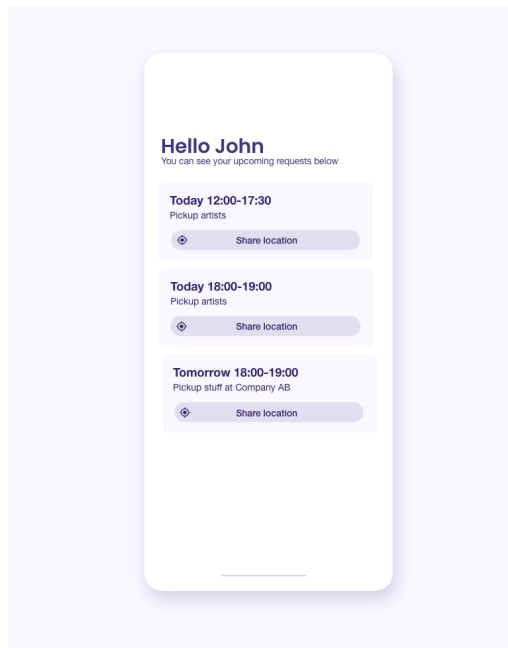 Hello John
You can see your upcoming requests below
Today 12:00-17:30
Pickup artists
Share location
Today 18:00-19:00
Pickup artists
Share location
Tomorrow 18:00-19:00
Pickup stuff at Company AB
Share location